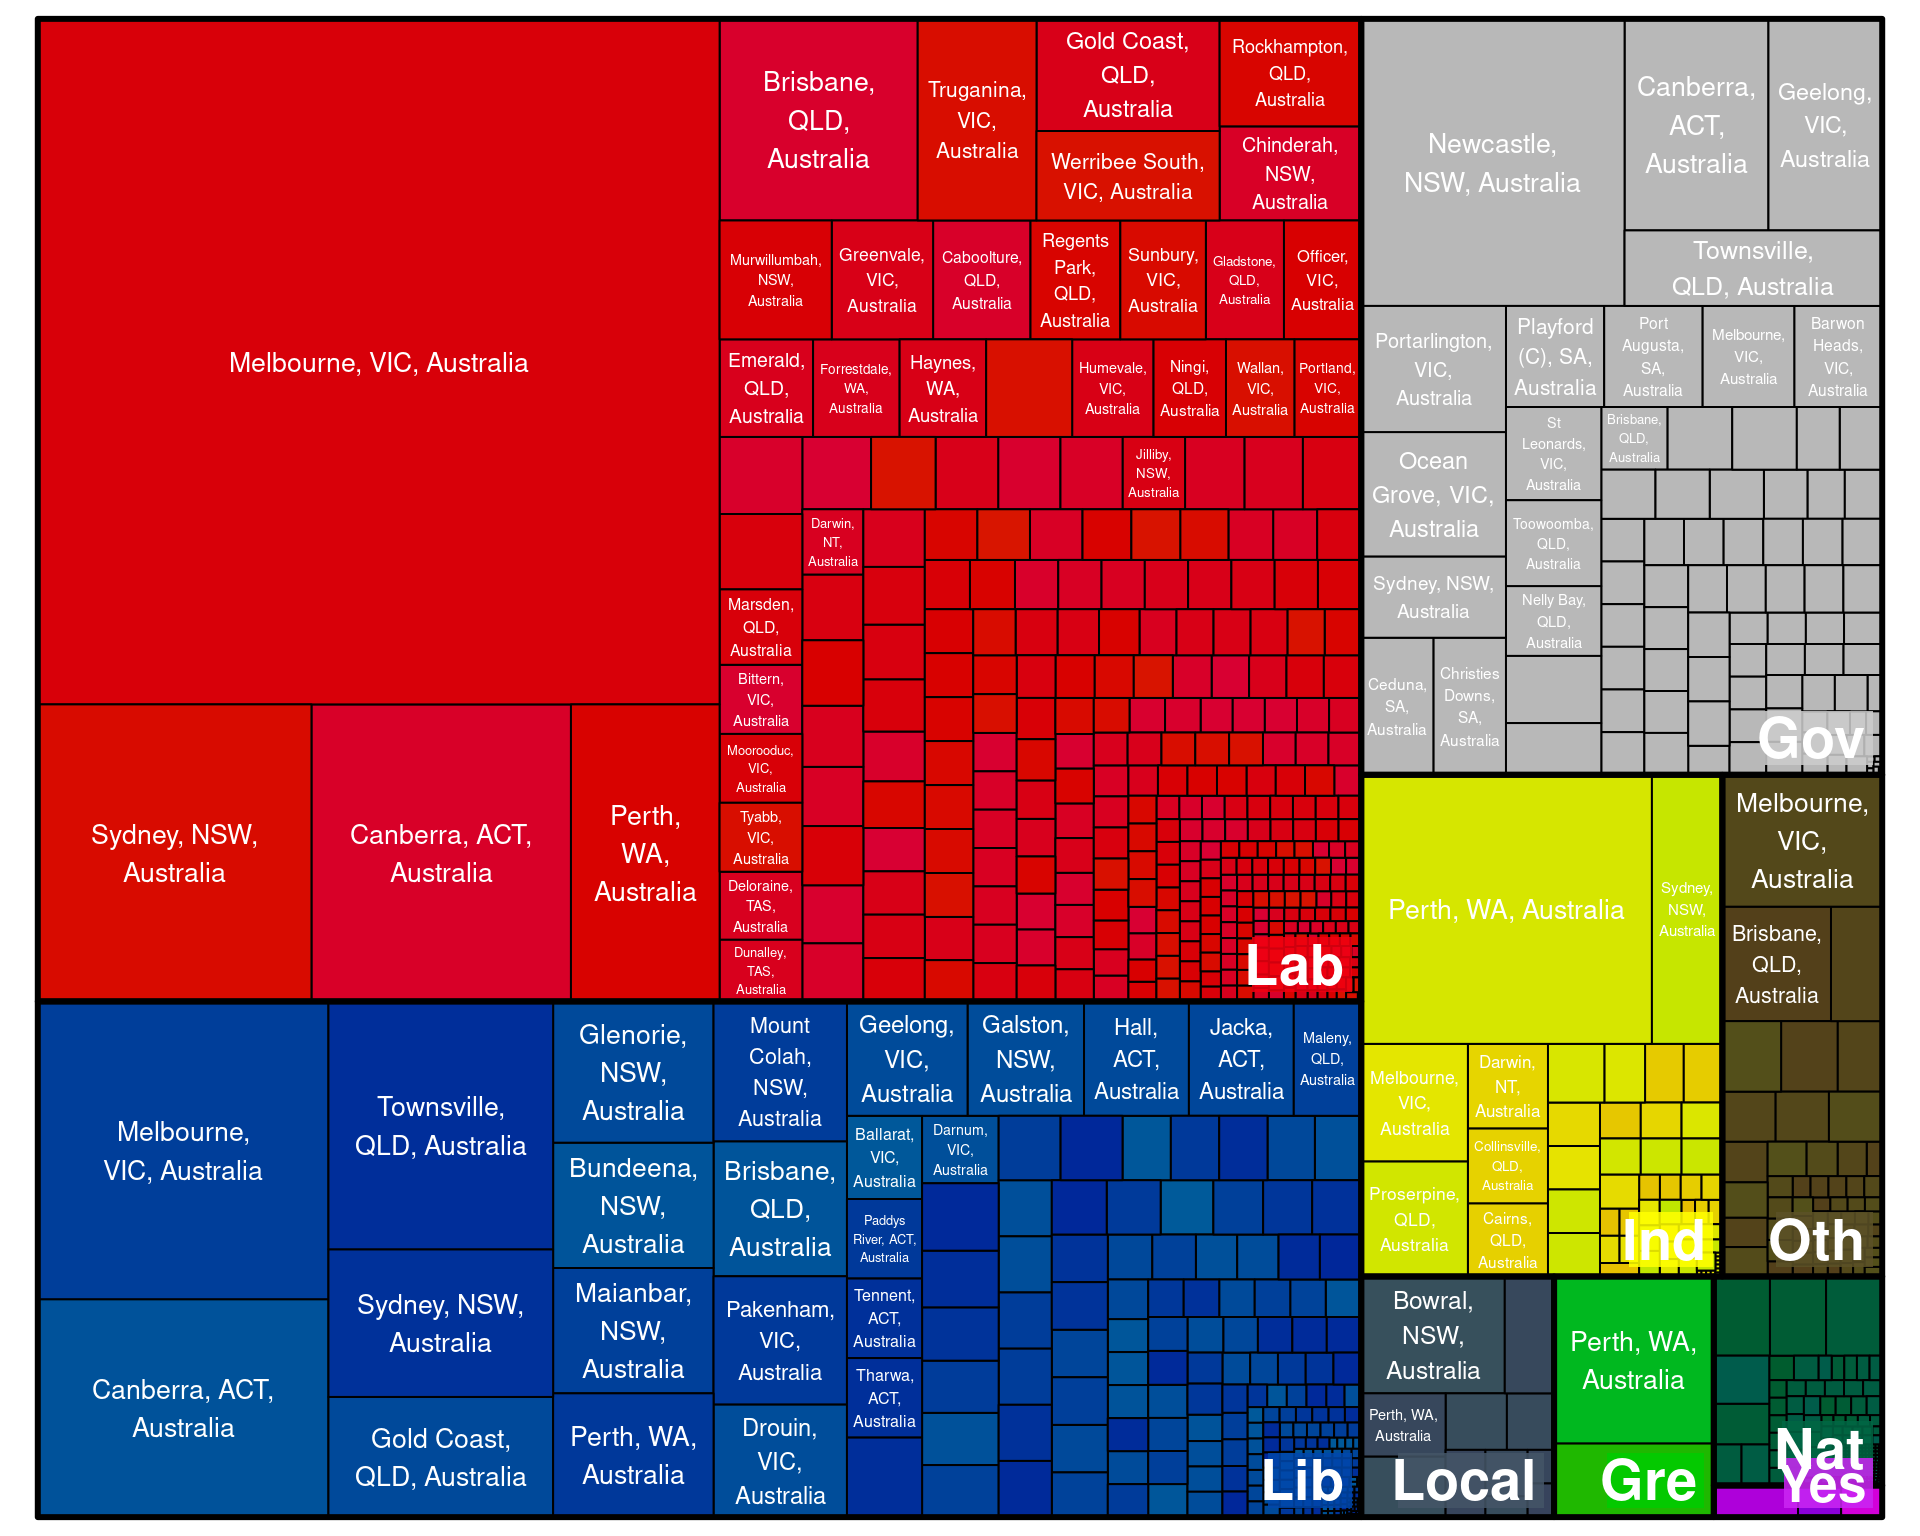 Melbourne, VIC, Australia
Sydney, NSW,
Australia
Canberra, ACT,
Australia
Perth,
WA,
Australia
Brisbane,
QLD,
Australia
Truganina,
VIC,
Australia
Gold Coast,
QLD,
Australia
Werribee South,
VIC, Australia
Rockhampton,
QLD,
Australia
Chinderah,
NSW,
Australia
Murwillumbah,
NSW,
Australia
Greenvale,
VIC,
Australia
Caboolture,
QLD,
Australia
Regents
Park,
QLD,
Australia
Sunbury,
VIC,
Australia
Gladstone,
QLD,
Australia
Officer,
VIC,
Australia
Emerald,
QLD,
Australia
Forrestdale,
WA,
Australia
Haynes,
WA,
Australia
Humevale,
VIC,
Australia
Ningi,
QLD,
Australia
Wallan,
VIC,
Australia
Portland,
VIC,
Australia
Jilliby,
NSW,
Australia
Darwin,
NT,
Australia
Marsden,
QLD,
Australia
Bittern,
VIC,
Australia
Moorooduc,
VIC,
Australia
Tyabb,
VIC,
Australia
Deloraine,
TAS,
Australia
Dunalley,
TAS,
Australia
Lab
Newcastle,
NSW, Australia
Canberra,
ACT,
Australia
Geelong,
VIC,
Australia
Townsville,
QLD, Australia
Portarlington,
VIC,
Australia
Playford
(C), SA,
Australia
Port
Augusta,
SA,
Australia
Melbourne,
VIC,
Australia
Barwon
Heads,
VIC,
Australia
Ocean
Grove, VIC,
Australia
St
Leonards,
VIC,
Australia
Brisbane,
QLD,
Australia
Toowoomba,
QLD,
Australia
Sydney, NSW,
Australia
Nelly Bay,
QLD,
Australia
Ceduna,
SA,
Australia
Christies
Downs,
SA,
Australia
Gov
Perth, WA, Australia
Sydney,
NSW,
Australia
Melbourne,
VIC,
Australia
Darwin,
NT,
Australia
Collinsville,
QLD,
Australia
Proserpine,
QLD,
Australia
Cairns,
QLD,
Australia
Ind
Melbourne,
VIC,
Australia
Brisbane,
QLD,
Australia
Oth
Melbourne,
VIC, Australia
Canberra, ACT,
Australia
Townsville,
QLD, Australia
Sydney, NSW,
Australia
Gold Coast,
QLD, Australia
Glenorie,
NSW,
Australia
Bundeena,
NSW,
Australia
Maianbar,
NSW,
Australia
Perth, WA,
Australia
Mount
Colah,
NSW,
Australia
Brisbane,
QLD,
Australia
Pakenham,
VIC,
Australia
Drouin,
VIC,
Australia
Geelong,
VIC,
Australia
Galston,
NSW,
Australia
Hall,
ACT,
Australia
Jacka,
ACT,
Australia
Maleny,
QLD,
Australia
Ballarat,
VIC,
Australia
Darnum,
VIC,
Australia
Paddys
River, ACT,
Australia
Tennent,
ACT,
Australia
Tharwa,
ACT,
Australia
Lib
Bowral,
NSW,
Australia
Perth, WA,
Australia
Local
Perth, WA,
Australia
Gre
Nat
Yes